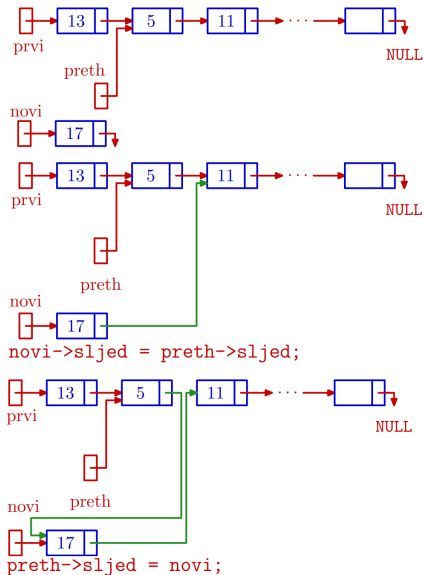 13 5 11 ...
prvi
NULL
preth
novi
17
13 5 11 ...
prvi
NULL
preth
novi
17
novi->sljed = preth->sljed;
13 5 11 ...
prvi
NULL
preth
novi
17
preth->sljed = novi;